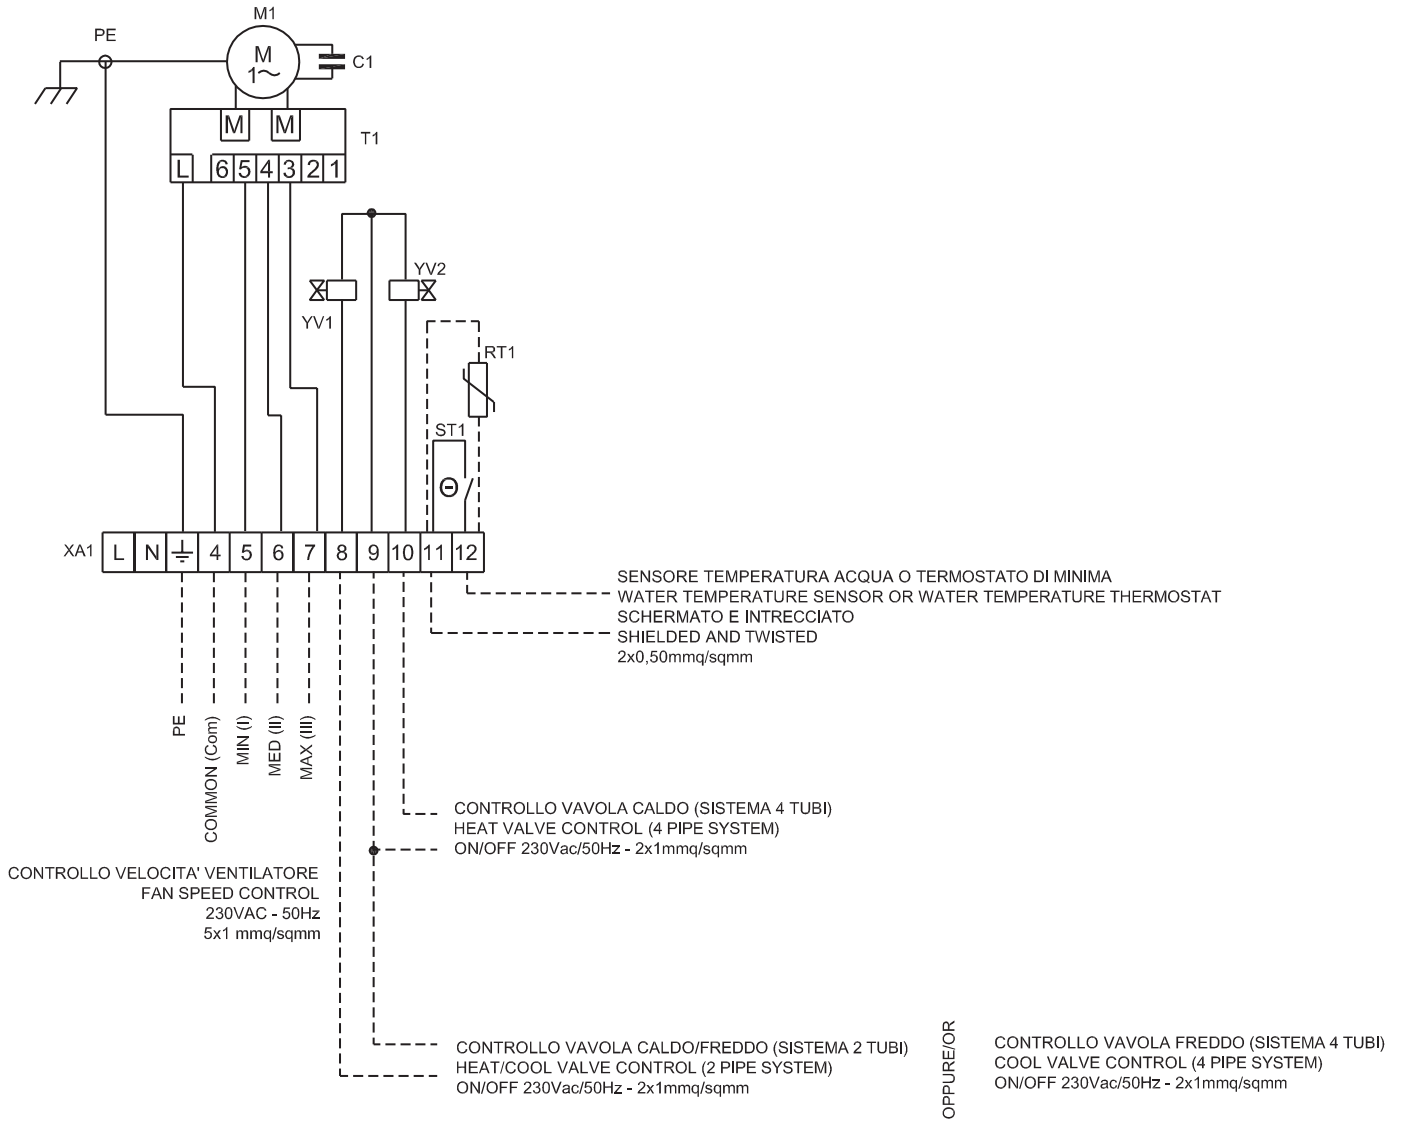 M1
PE
M
1~
C1
M M
T1
L 6 5 4 3 2 1
YV2
YV1
RT1
ST1
XA1 L N 4 5 6 7 8 9 10 11 12
SENSORE TEMPERATURA ACQUA O TERMOSTATO DI MINIMA
WATER TEMPERATURE SENSOR OR WATER TEMPERATURE THERMOSTAT
SCHERMATO E INTRECCIATO
SHIELDED AND TWISTED
2x0,50mmq/sqmm
PE
COMMON (Com)
MIN (I)
MED (II)
MAX (III)
CONTROLLO VAVOLA CALDO (SISTEMA 4 TUBI)
HEAT VALVE CONTROL (4 PIPE SYSTEM)
ON/OFF 230Vac/50Hz - 2x1mmq/sqmm
CONTROLLO VELOCITA' VENTILATORE
FAN SPEED CONTROL
230VAC - 50Hz
5x1 mmq/sqmm
CONTROLLO VAVOLA CALDO/FREDDO (SISTEMA 2 TUBI)
HEAT/COOL VALVE CONTROL (2 PIPE SYSTEM)
ON/OFF 230Vac/50Hz - 2x1mmq/sqmm
OPPURE/OR
CONTROLLO VAVOLA FREDDO (SISTEMA 4 TUBI)
COOL VALVE CONTROL (4 PIPE SYSTEM)
ON/OFF 230Vac/50Hz - 2x1mmq/sqmm